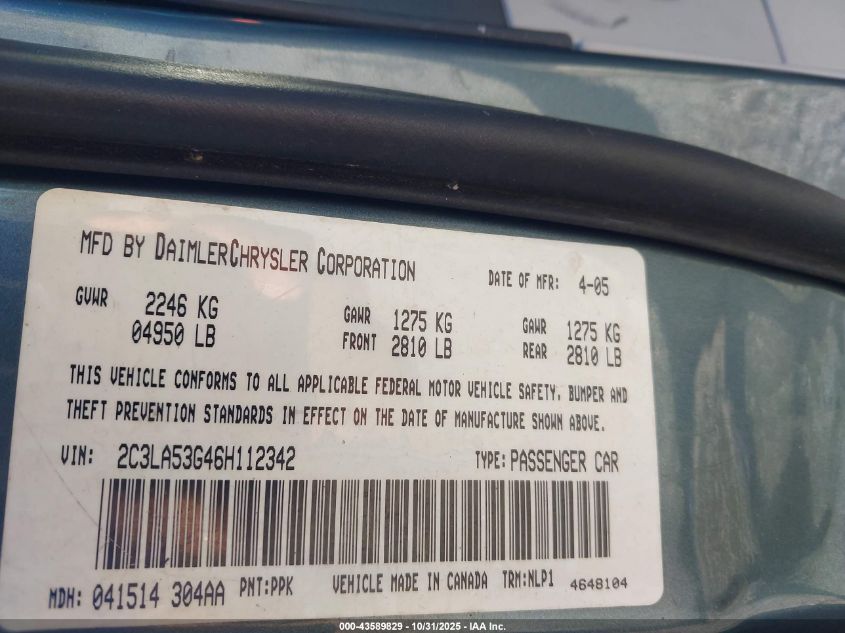 MFD BY DAIMLERCHRYSLER CORPORATION DATE OF MFR: 4-05
GVWR 2246 KG GAWR 1275 KG GAWR 1275 KG
04950 LB FRONT 2810 LB REAR 2810 LB
THIS VEHICLE CONFORMS TO ALL APPLICABLE FEDERAL MOTOR VEHICLE SAFETY, BUMPER AND
THEFT PREVENTION STANDARDS IN EFFECT ON THE DATE OF MANUFACTURE SHOWN ABOVE.
VIN: 2C3LA53G46H112342 TYPE: PASSENGER CAR
MDH: 041514 304AA PNT:PPK VEHICLE MADE IN CANADA TRM:NLP1 4648104
000-43589829 - 10/31/2025 - IAA Inc.